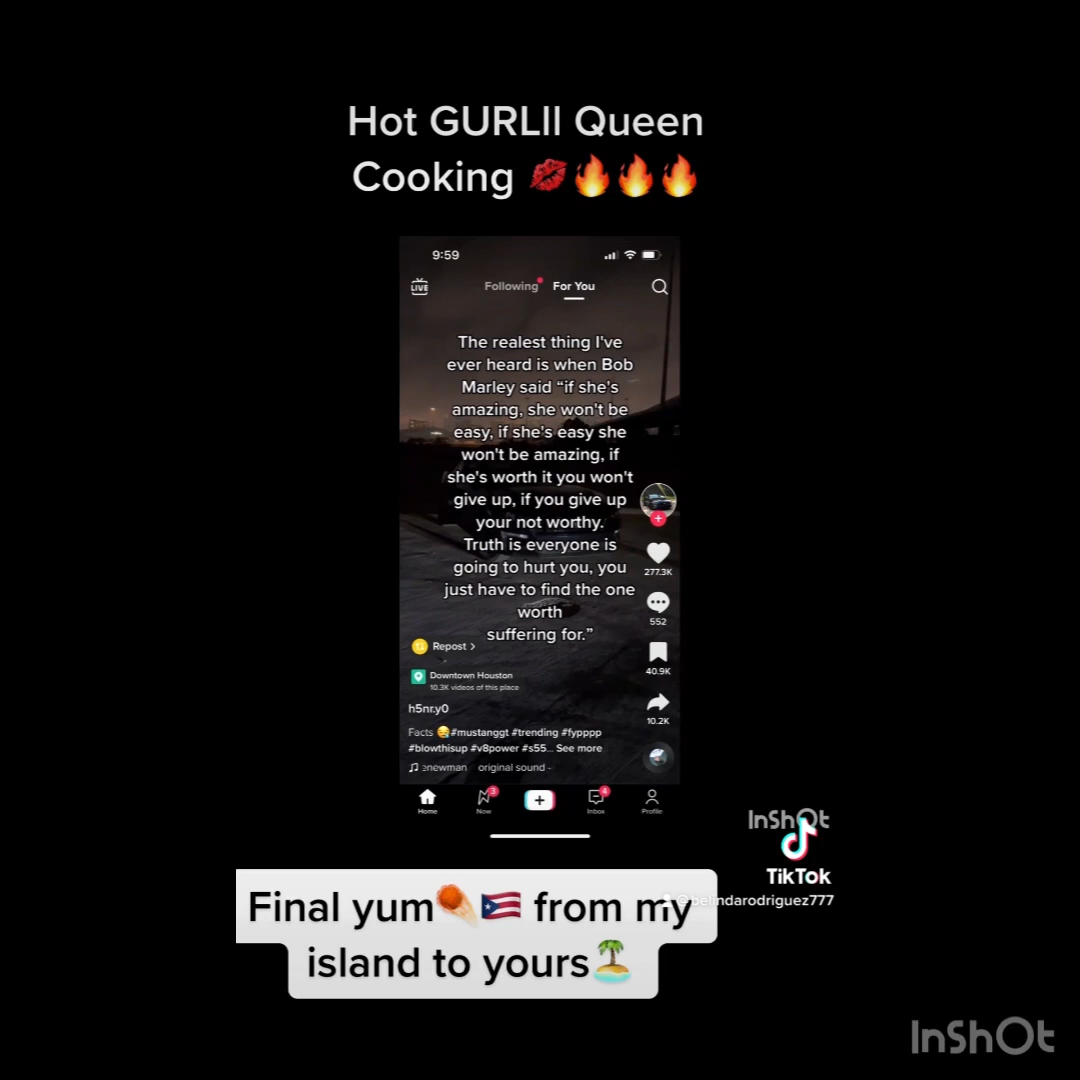 Hot GURLII Queen
Cooking 💋🔥🔥🔥
9:59
LIVE
Following For You
The realest thing I've
ever heard is when Bob
Marley said “if she's
amazing, she won't be
easy, if she's easy she
won't be amazing, if
she's worth it you won't
give up, if you give up
your not worthy.
Truth is everyone is
going to hurt you, you
just have to find the one
worth
suffering for.”
277.3K
552
40.9K
10.2K
Repost >
Downtown Houston
10.3K videos of this place
h5nr.y0
Facts 😪#mustanggt #trending #fypppp
#blowthisup #v8power #s55... See more
original sound -
Home
3
Now
4
Inbox
Profile
InShOt
TikTok
@belindarodriguez777
Final yum☄️🇵🇷 from my
island to yours🏝️
InShOt